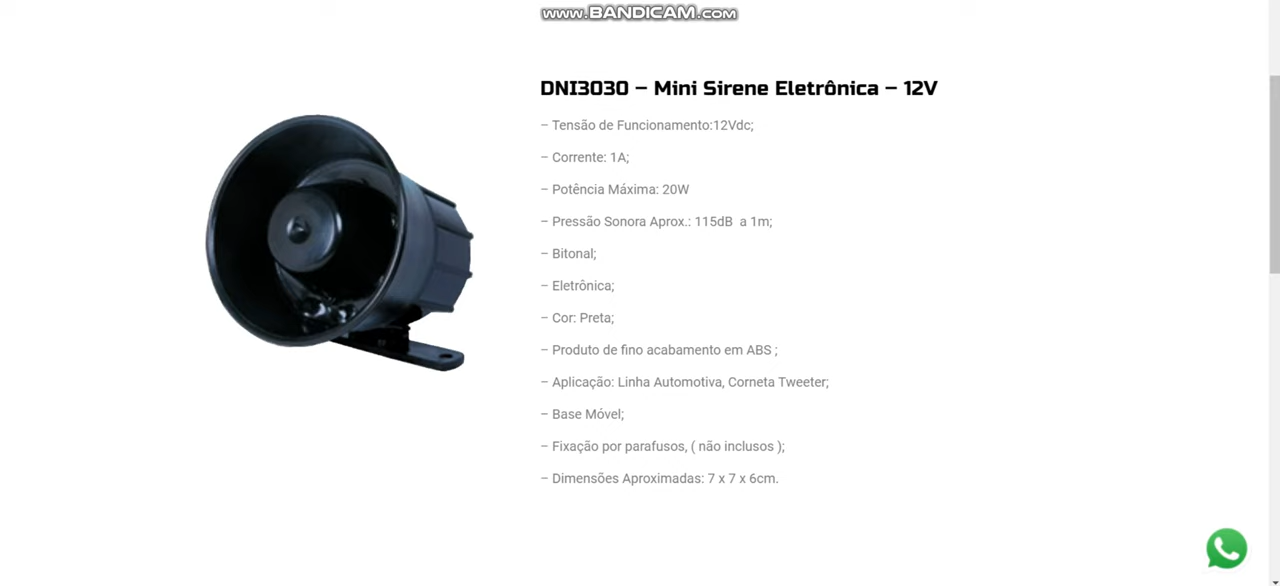 www.BANDICAM.com
DNI3030 – Mini Sirene Eletrônica – 12V
– Tensão de Funcionamento:12Vdc;
– Corrente: 1A;
– Potência Máxima: 20W
– Pressão Sonora Aprox.: 115dB  a 1m;
– Bitonal;
– Eletrônica;
– Cor: Preta;
– Produto de fino acabamento em ABS ;
– Aplicação: Linha Automotiva, Corneta Tweeter;
– Base Móvel;
– Fixação por parafusos, ( não inclusos );
– Dimensões Aproximadas: 7 x 7 x 6cm.